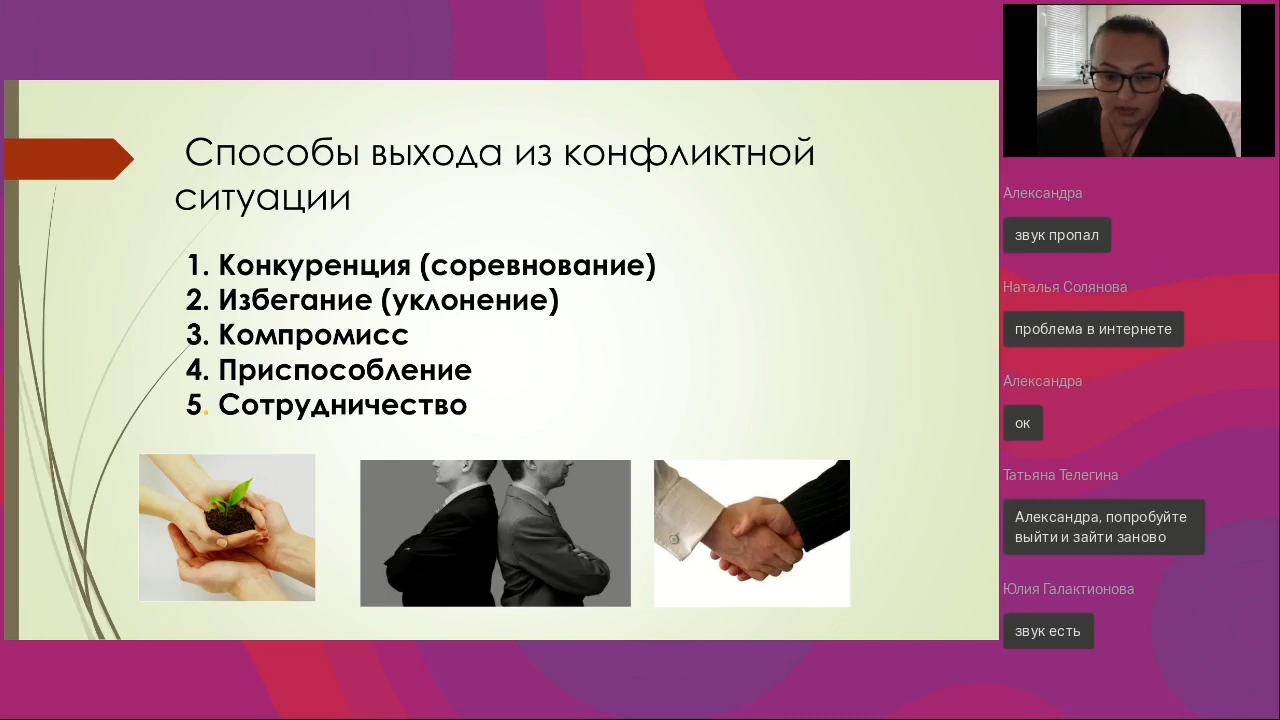 Способы выхода из конфликтной
ситуации
1. Конкуренция (соревнование)
2. Избегание (уклонение)
3. Компромисс
4. Приспособление
5. Сотрудничество
Александра
звук пропал
Наталья Солянова
проблема в интернете
Александра
ок
Татьяна Телегина
Александра, попробуйте
выйти и зайти заново
Юлия Галактионова
звук есть